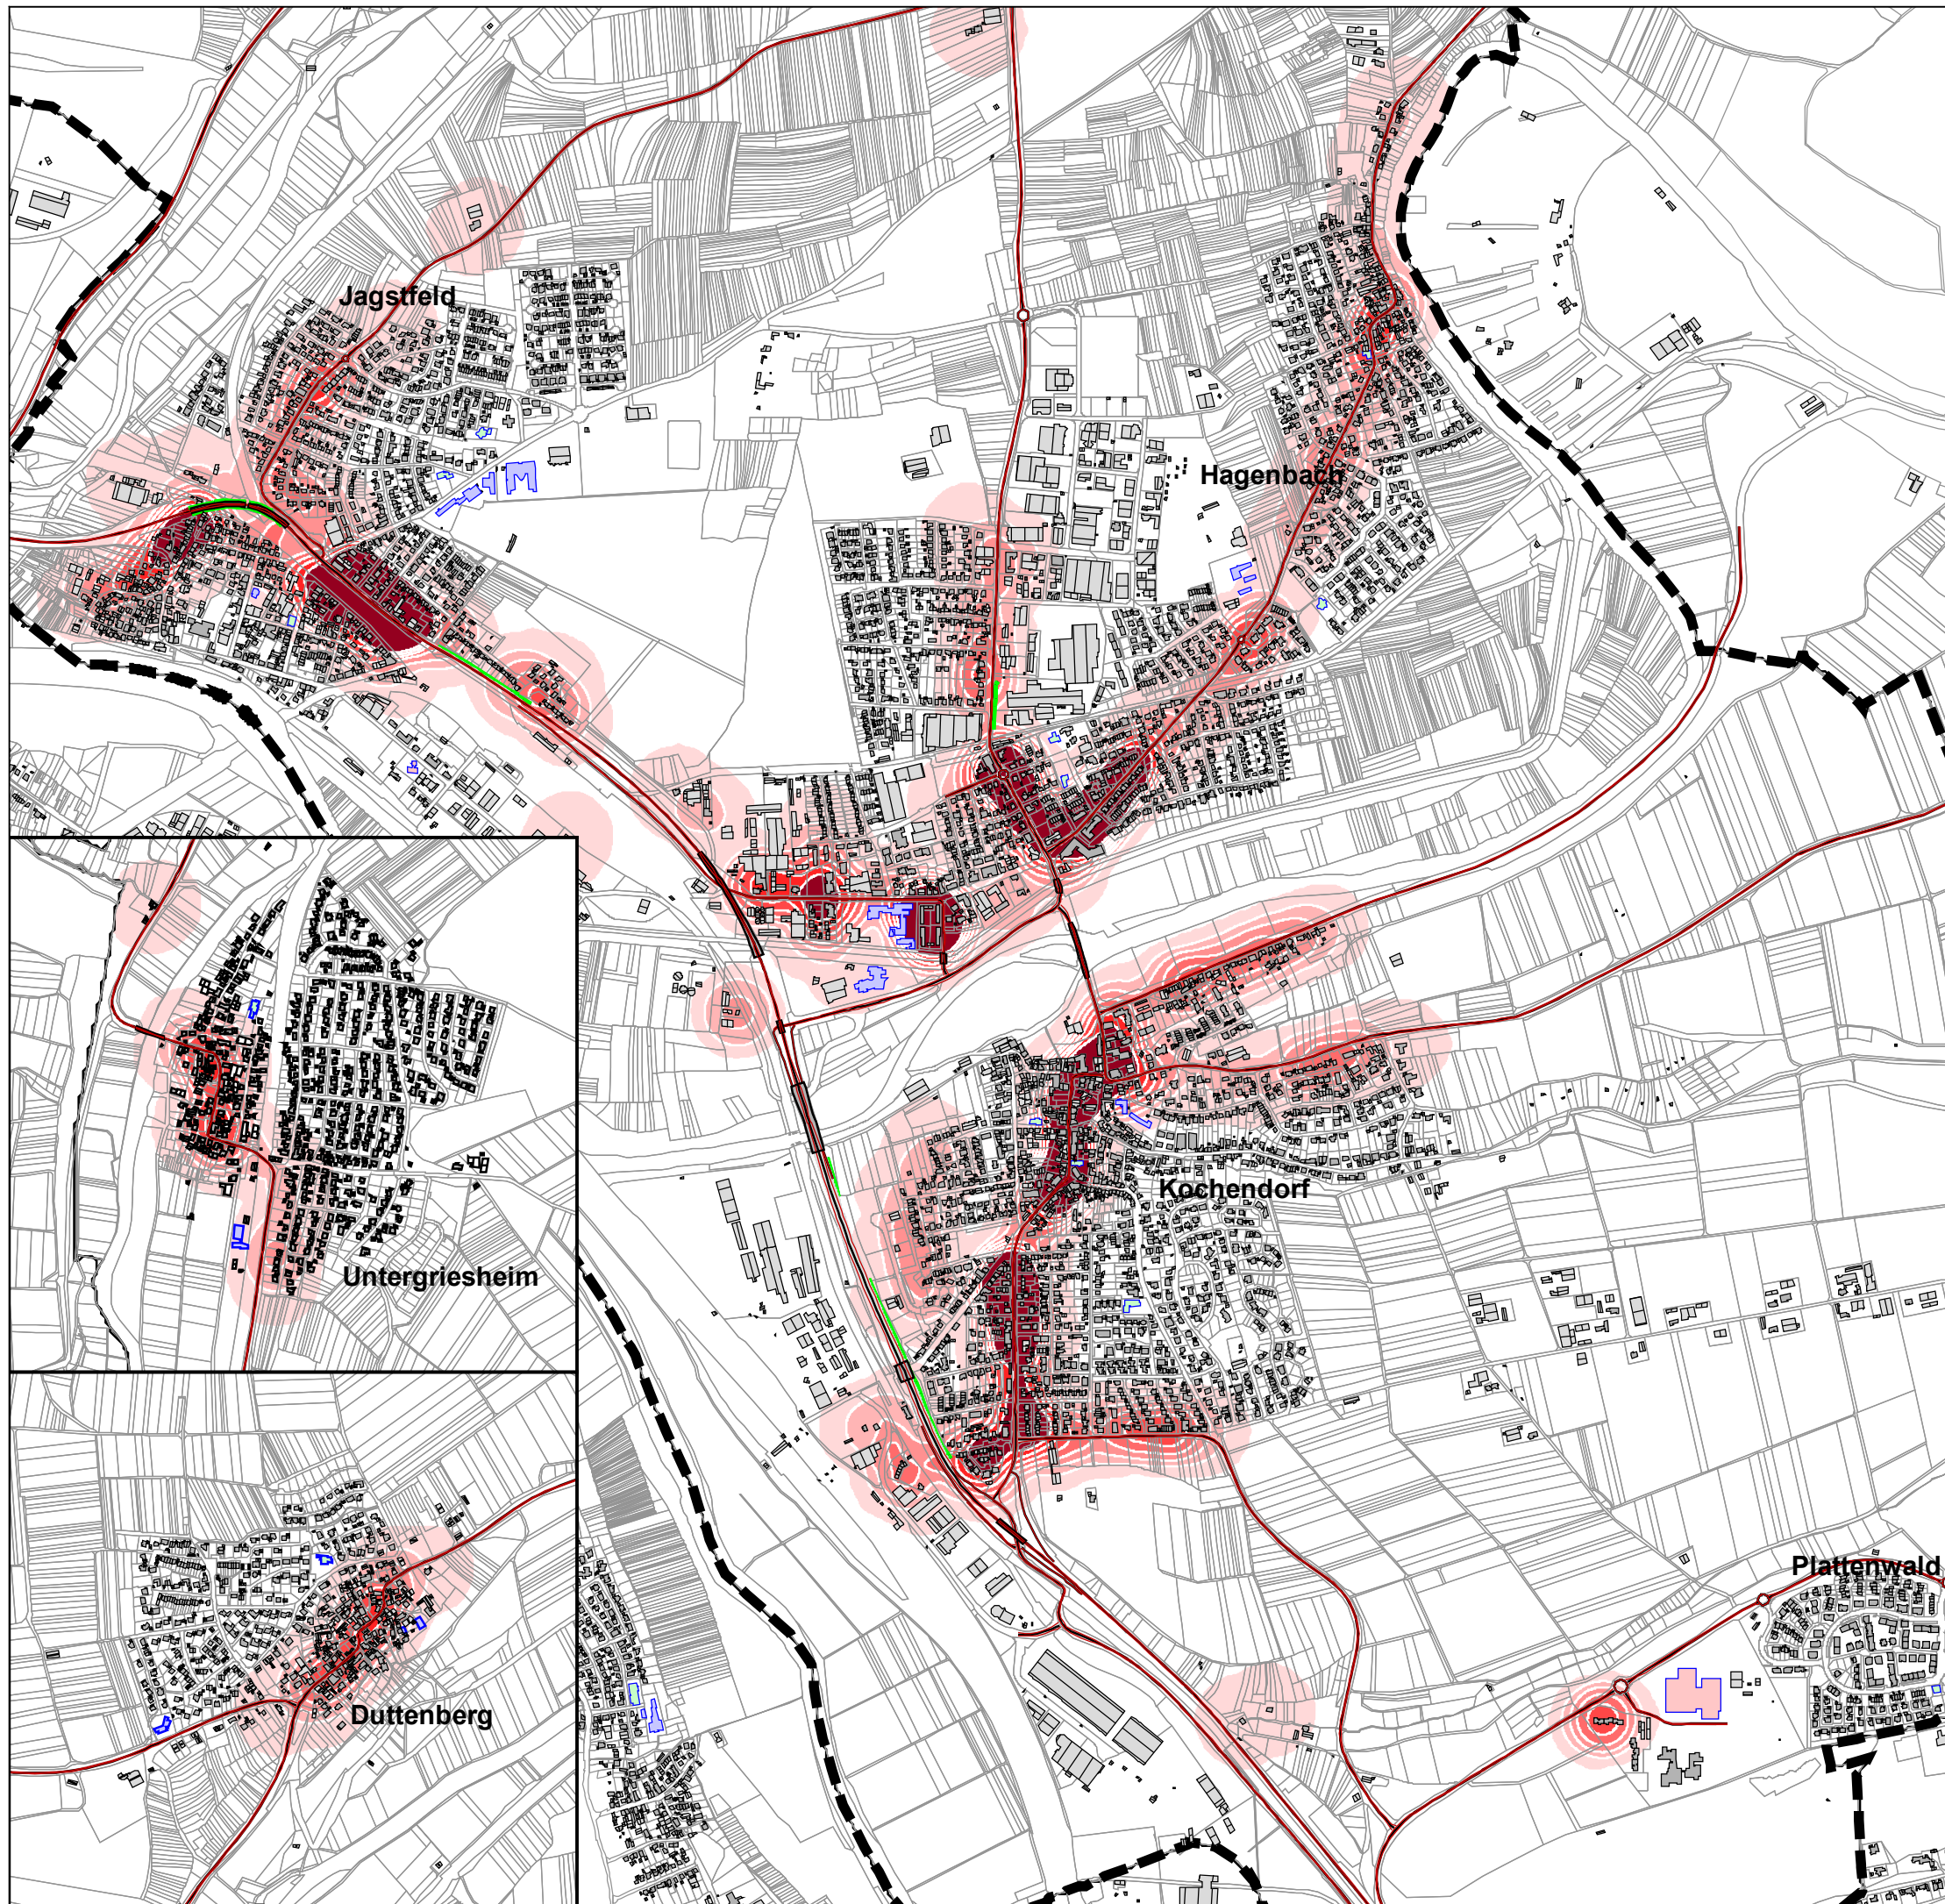 Jagstfeld
Hagenbach
Kochendorf
Untergriesheim
Plattenwald
Duttenberg